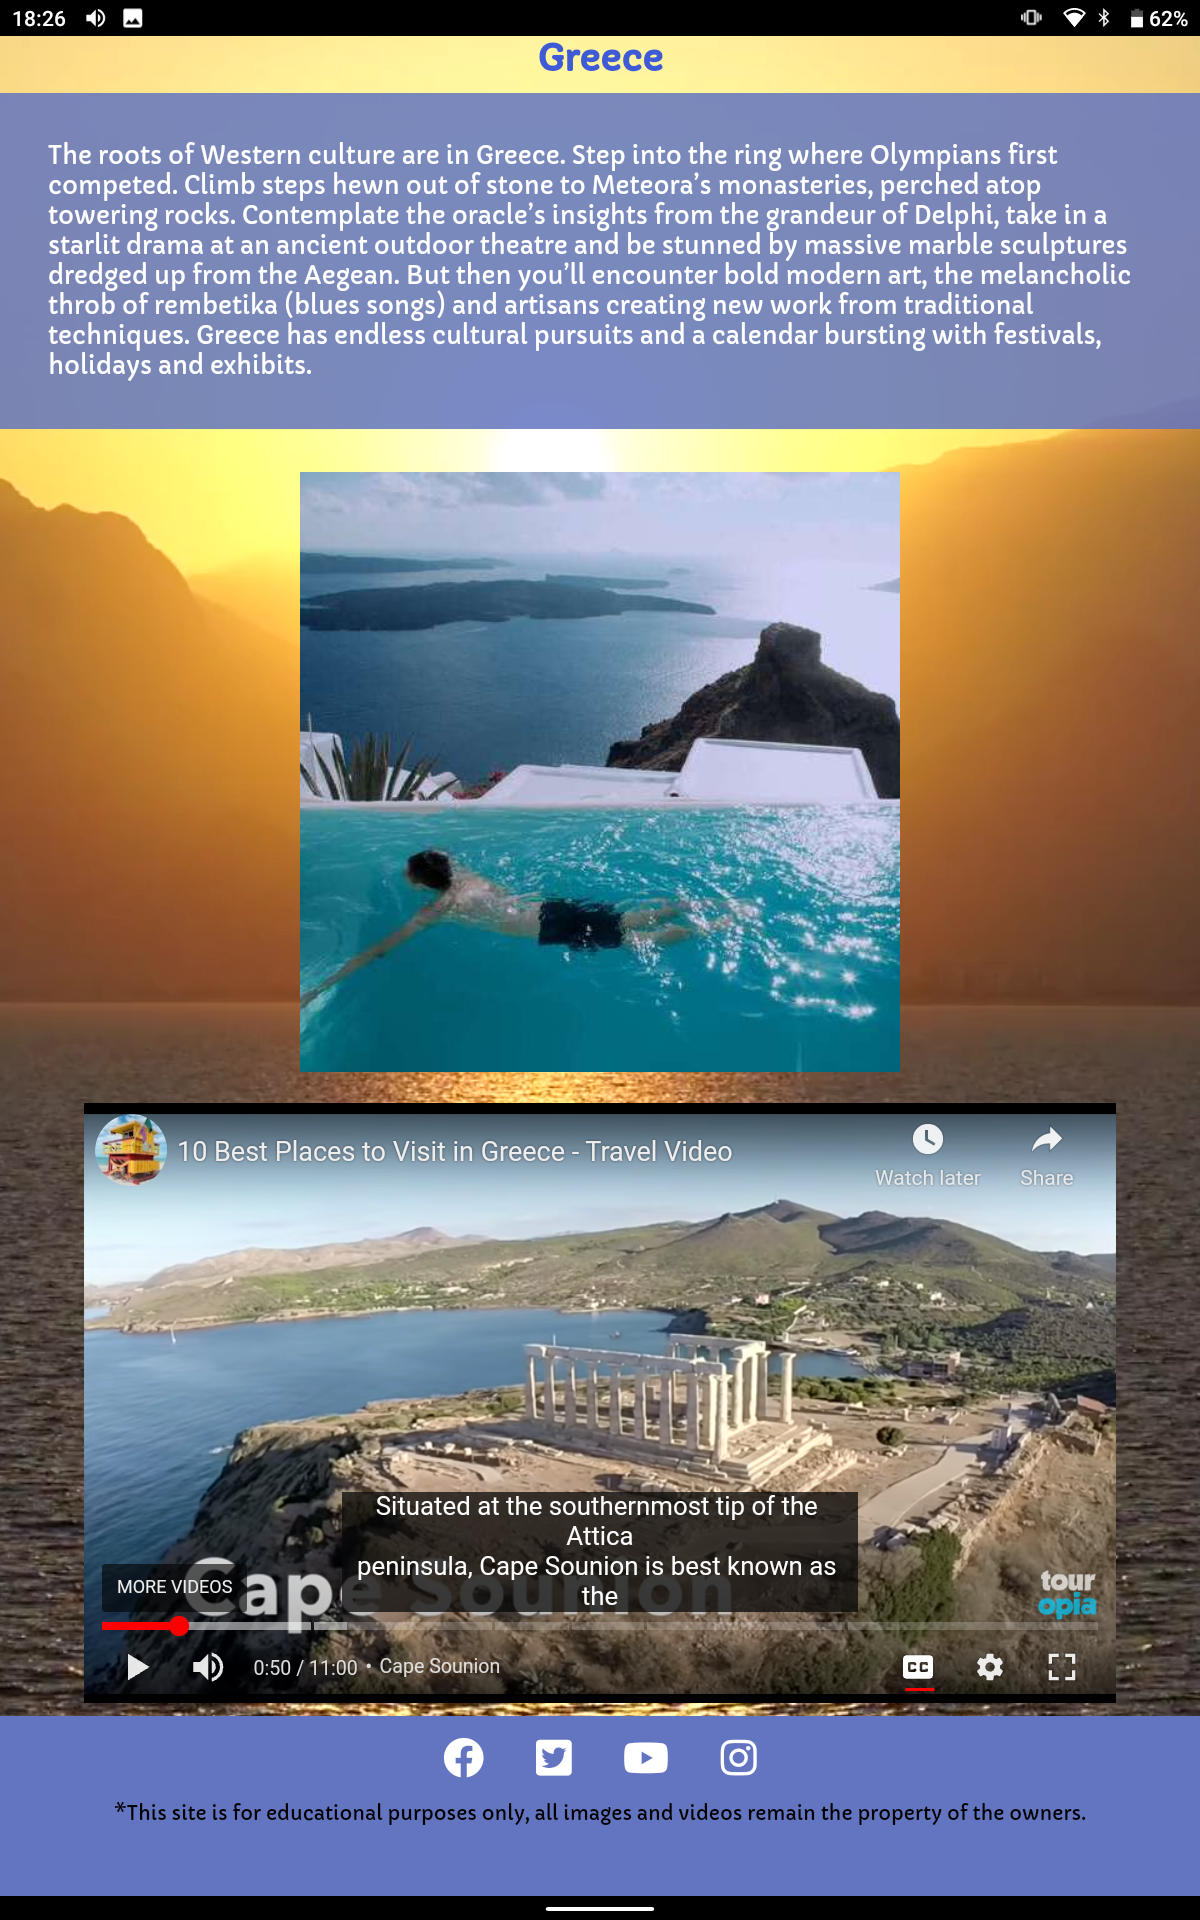 18:26
62%
Greece
The roots of Western culture are in Greece. Step into the ring where Olympians first
competed. Climb steps hewn out of stone to Meteora’s monasteries, perched atop
towering rocks. Contemplate the oracle’s insights from the grandeur of Delphi, take in a
starlit drama at an ancient outdoor theatre and be stunned by massive marble sculptures
dredged up from the Aegean. But then you’ll encounter bold modern art, the melancholic
throb of rembetika (blues songs) and artisans creating new work from traditional
techniques. Greece has endless cultural pursuits and a calendar bursting with festivals,
holidays and exhibits.
10 Best Places to Visit in Greece - Travel Video
Watch later
Share
Situated at the southernmost tip of the
Attica
peninsula, Cape Sounion is best known as
the
MORE VIDEOS
Cape Sounion
tour
opia
0:50 / 11:00 • Cape Sounion
CC
*This site is for educational purposes only, all images and videos remain the property of the owners.